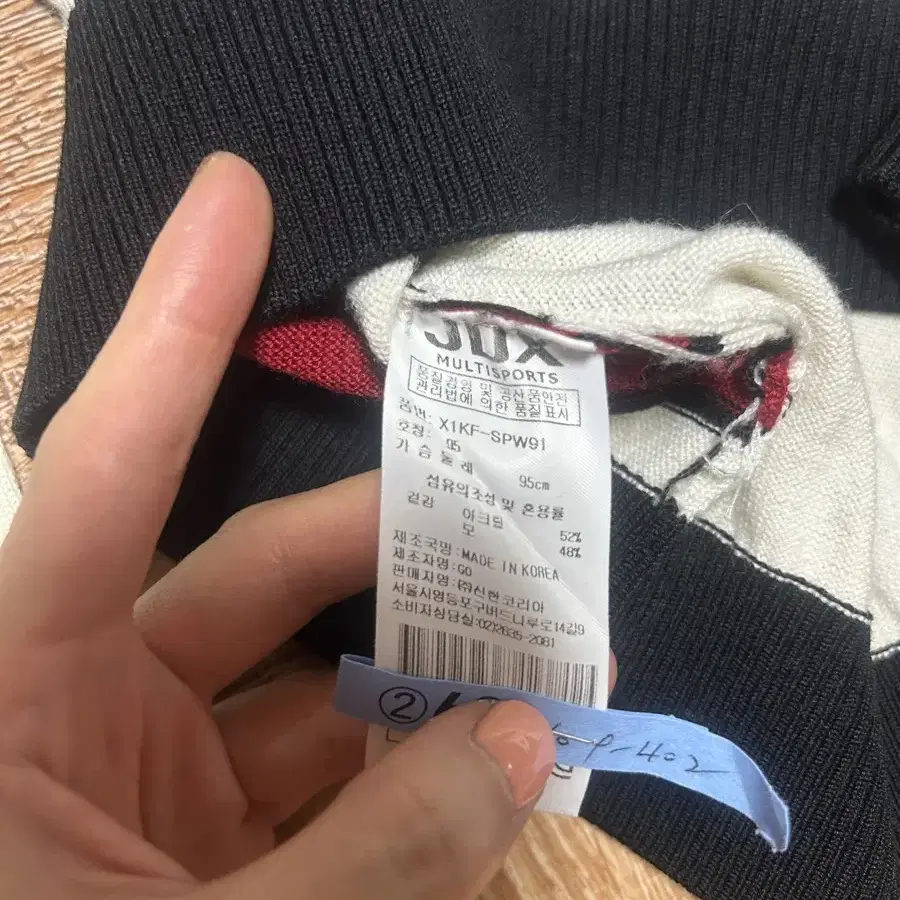 JDX
MULTISPORTS
품질경영 및 공산품안전
관리법에 의한 품질표시
품번: X1KF-SPW91
호칭: 95
가슴둘레 95cm
섬유의조성 및 혼용률
겉감 아크릴 52%
모 48%
제조국명:MADE IN KOREA
제조자명:GO
판매자명:(주)신한코리아
서울시영등포구버드나루로14길9
소비자상담실:02)2635-2081
② P-402